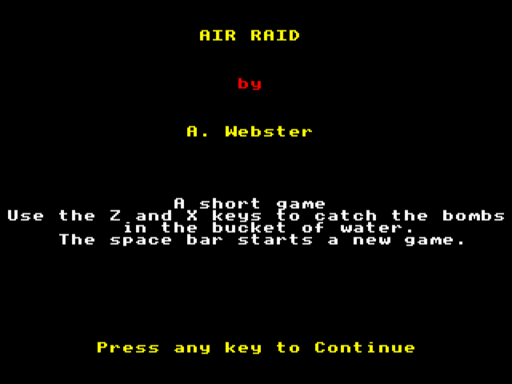 AIR RAID
by
A. Webster
A short game
Use the Z and X keys to catch the bombs
in the bucket of water.
The space bar starts a new game.
Press any key to Continue